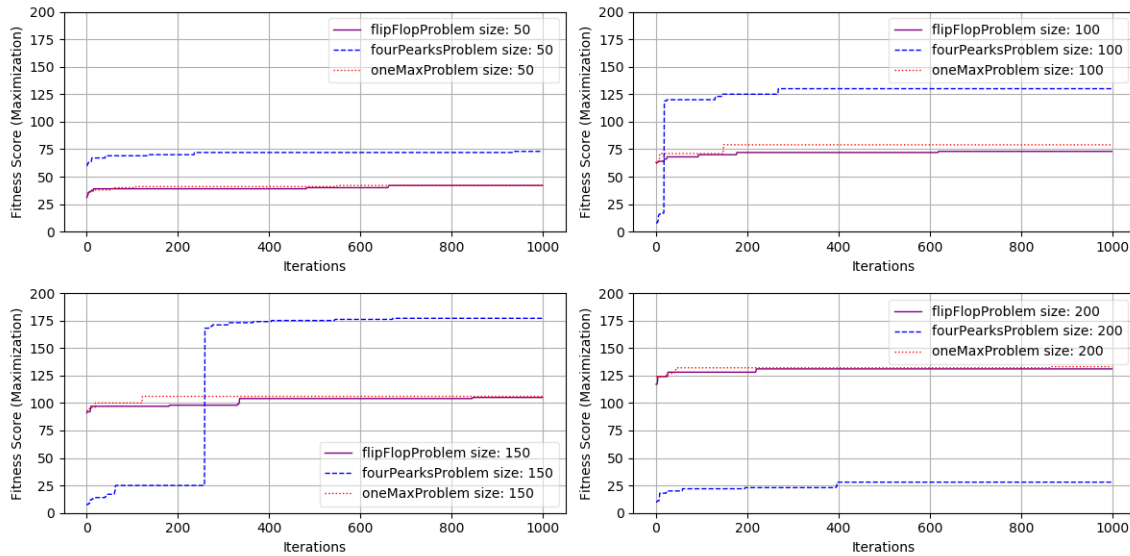 200
175
150
125
100
75
50
25
0
Fitness Score (Maximization)
flipFlopProblem size: 50
fourPearksProblem size: 50
oneMaxProblem size: 50
0 200 400 600 800 1000
Iterations
200
175
150
125
100
75
50
25
0
Fitness Score (Maximization)
flipFlopProblem size: 100
fourPearksProblem size: 100
oneMaxProblem size: 100
0 200 400 600 800 1000
Iterations
200
175
150
125
100
75
50
25
0
Fitness Score (Maximization)
flipFlopProblem size: 150
fourPearksProblem size: 150
oneMaxProblem size: 150
0 200 400 600 800 1000
Iterations
200
175
150
125
100
75
50
25
0
Fitness Score (Maximization)
flipFlopProblem size: 200
fourPearksProblem size: 200
oneMaxProblem size: 200
0 200 400 600 800 1000
Iterations